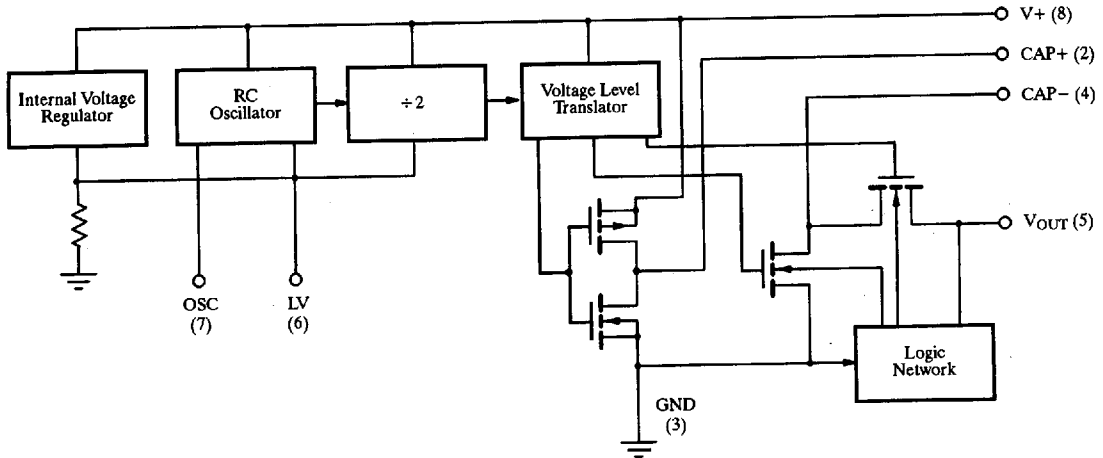 V+ (8)
CAP+ (2)
CAP− (4)
Internal Voltage
Regulator
RC
Oscillator
÷ 2
Voltage Level
Translator
VOUT (5)
OSC
(7)
LV
(6)
Logic
Network
GND
(3)